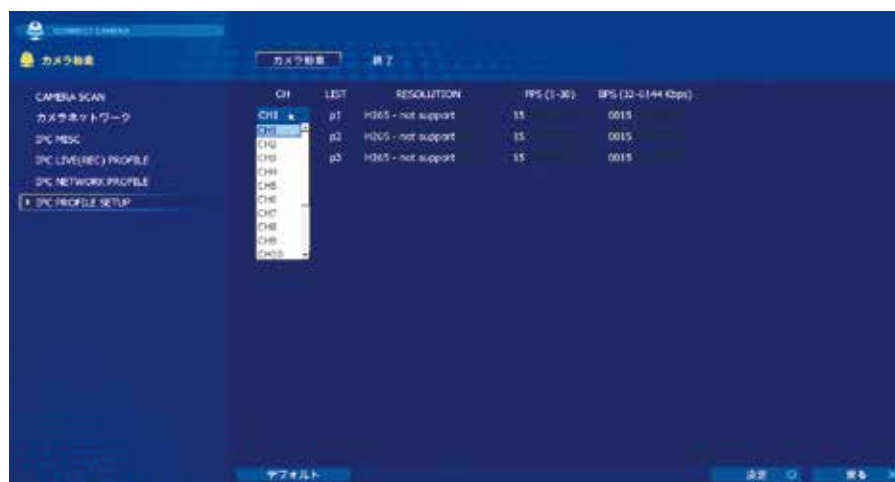 CONNECT CAMERA
カメラ検索
カメラ検索 終了
CAMERA SCAN
カメラネットワーク
IPC MISC
IPC LIVE(REC) PROFILE
IPC NETWORK PROFILE
IPC PROFILE SETUP
CH LIST RESOLUTION FPS (1-30) BPS (32-6144 Kbps)
CH1 p1 H265 - not support 15 0015
p2 H265 - not support 15 0015
p3 H265 - not support 15 0015
CH1
CH2
CH3
CH4
CH5
CH6
CH7
CH8
CH9
CH10
デフォルト 決定 戻る